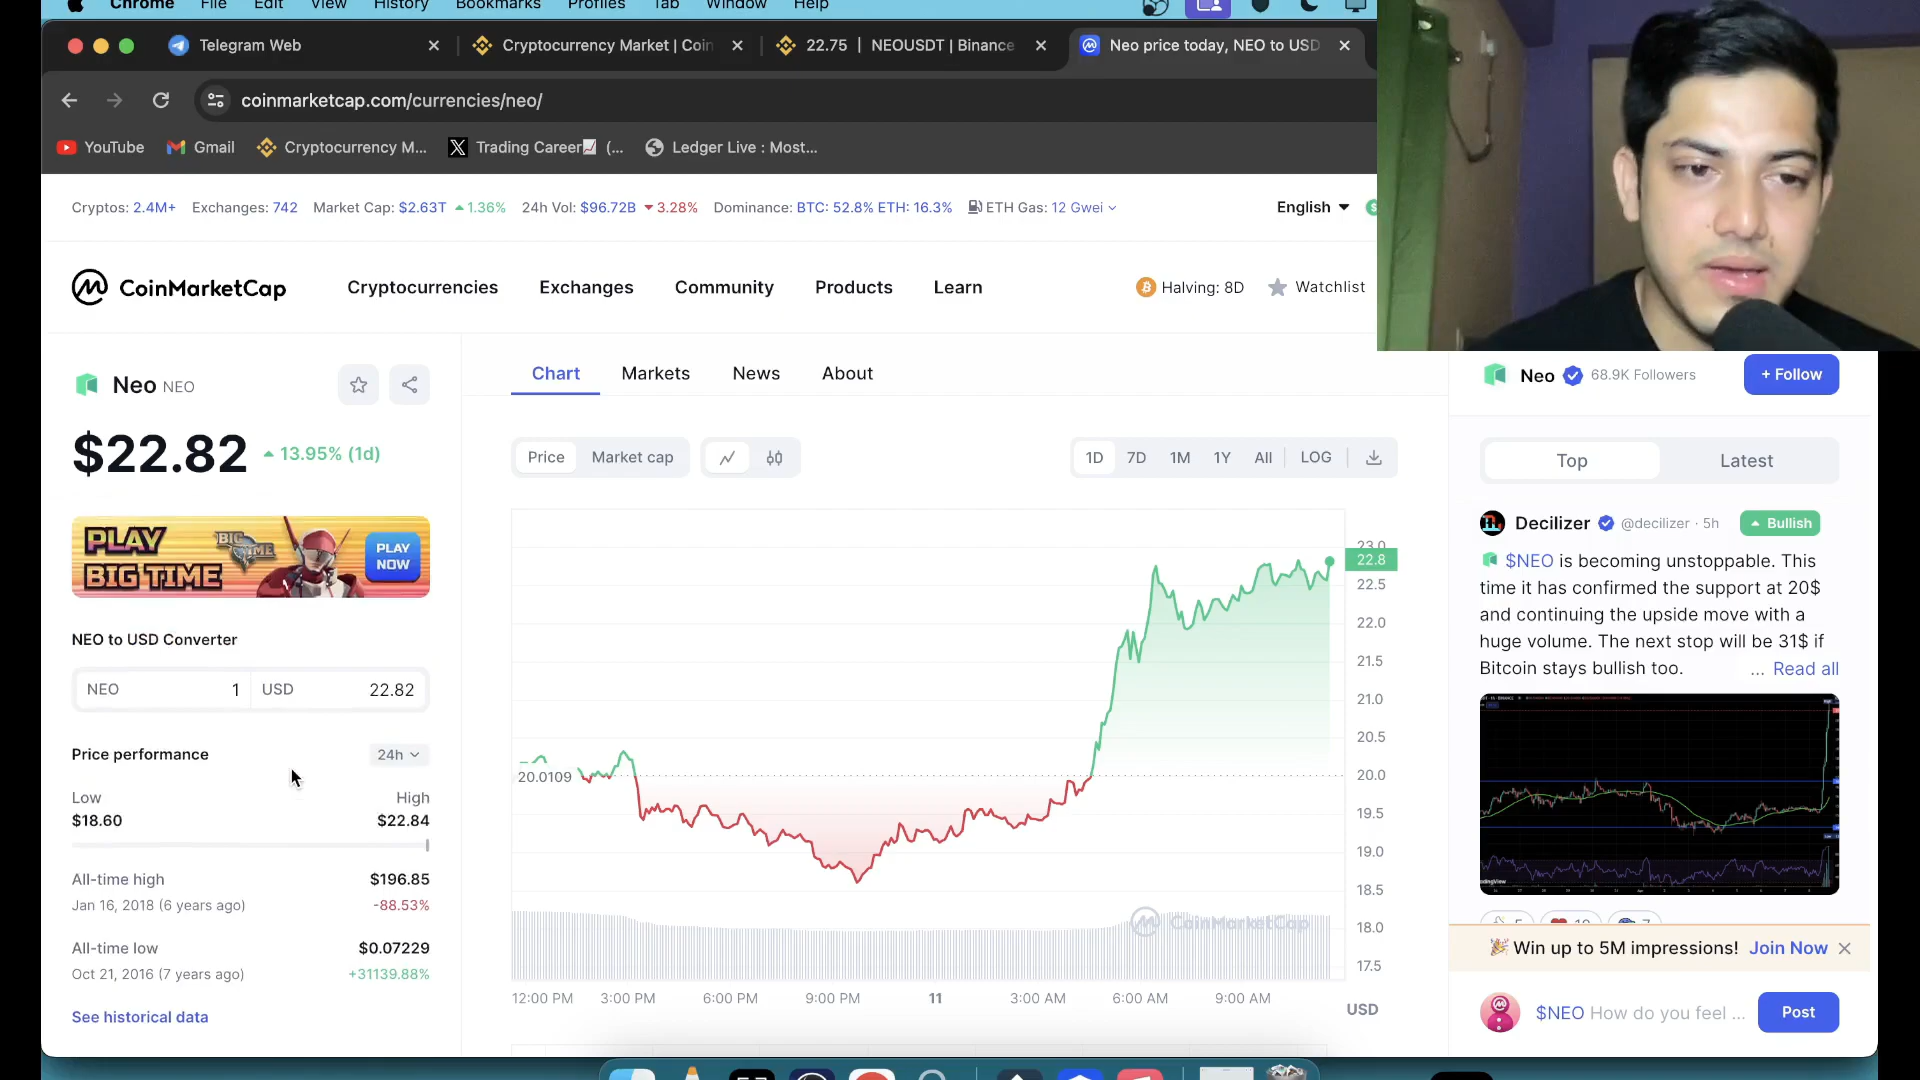 Chrome File Edit View History Bookmarks Profiles Tab Window Help
Telegram Web
Cryptocurrency Market | Coin
22.75 | NEOUSDT | Binance
Neo price today, NEO to USD
coinmarketcap.com/currencies/neo/
YouTube Gmail Cryptocurrency M... Trading Career📈 (... Ledger Live : Most...
Cryptos: 2.4M+ Exchanges: 742 Market Cap: $2.63T 1.36% 24h Vol: $96.72B 3.28% Dominance: BTC: 52.8% ETH: 16.3% ETH Gas: 12 Gwei
English
CoinMarketCap
Cryptocurrencies Exchanges Community Products Learn
Halving: 8D Watchlist
Neo NEO
$22.82 13.95% (1d)
PLAY
BIG TIME
BIG TIME
PLAY
NOW
NEO to USD Converter
NEO 1 USD 22.82
Price performance 24h
Low High
$18.60 $22.84
All-time high $196.85
Jan 16, 2018 (6 years ago) -88.53%
All-time low $0.07229
Oct 21, 2016 (7 years ago) +31139.88%
See historical data
Chart Markets News About
Price Market cap
1D 7D 1M 1Y All LOG
23.0
22.8
22.5
22.0
21.5
21.0
20.5
20.0
19.5
19.0
18.5
18.0
17.5
20.0109
CoinMarketCap
12:00 PM 3:00 PM 6:00 PM 9:00 PM 11 3:00 AM 6:00 AM 9:00 AM
USD
Neo 68.9K Followers + Follow
Top Latest
Decilizer @decilizer · 5h Bullish
$NEO is becoming unstoppable. This
time it has confirmed the support at 20$
and continuing the upside move with a
huge volume. The next stop will be 31$ if
Bitcoin stays bullish too. ... Read all
Win up to 5M impressions! Join Now
$NEO How do you feel ... Post